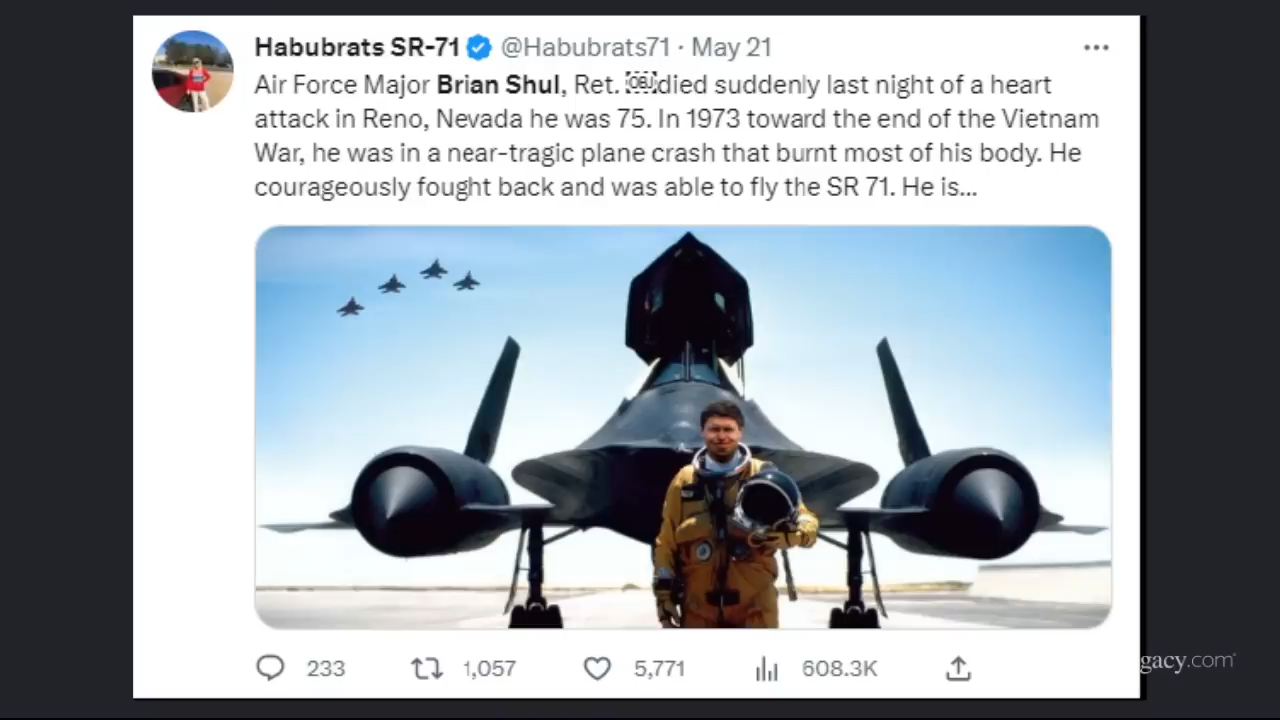 Habubrats SR-71 @Habubrats71 · May 21
Air Force Major Brian Shul, Ret. died suddenly last night of a heart
attack in Reno, Nevada he was 75. In 1973 toward the end of the Vietnam
War, he was in a near-tragic plane crash that burnt most of his body. He
courageously fought back and was able to fly the SR 71. He is...
233 1,057 5,771 608.3K
gacy.com